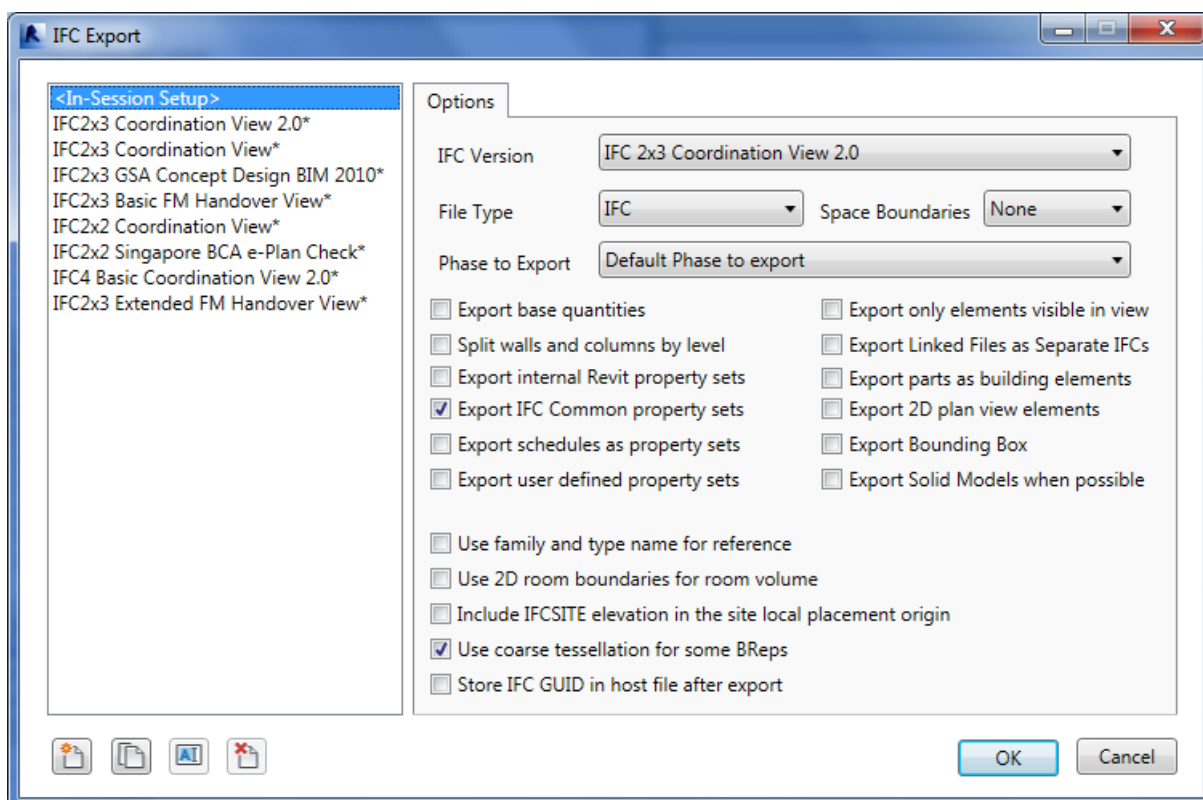 IFC Export
<In-Session Setup>
IFC2x3 Coordination View 2.0*
IFC2x3 Coordination View*
IFC2x3 GSA Concept Design BIM 2010*
IFC2x3 Basic FM Handover View*
IFC2x2 Coordination View*
IFC2x2 Singapore BCA e-Plan Check*
IFC4 Basic Coordination View 2.0*
IFC2x3 Extended FM Handover View*
Options
IFC Version IFC 2x3 Coordination View 2.0
File Type IFC Space Boundaries None
Phase to Export Default Phase to export
Export base quantities
Split walls and columns by level
Export internal Revit property sets
Export IFC Common property sets
Export schedules as property sets
Export user defined property sets
Export only elements visible in view
Export Linked Files as Separate IFCs
Export parts as building elements
Export 2D plan view elements
Export Bounding Box
Export Solid Models when possible
Use family and type name for reference
Use 2D room boundaries for room volume
Include IFCSITE elevation in the site local placement origin
Use coarse tessellation for some BReps
Store IFC GUID in host file after export
AI
OK Cancel